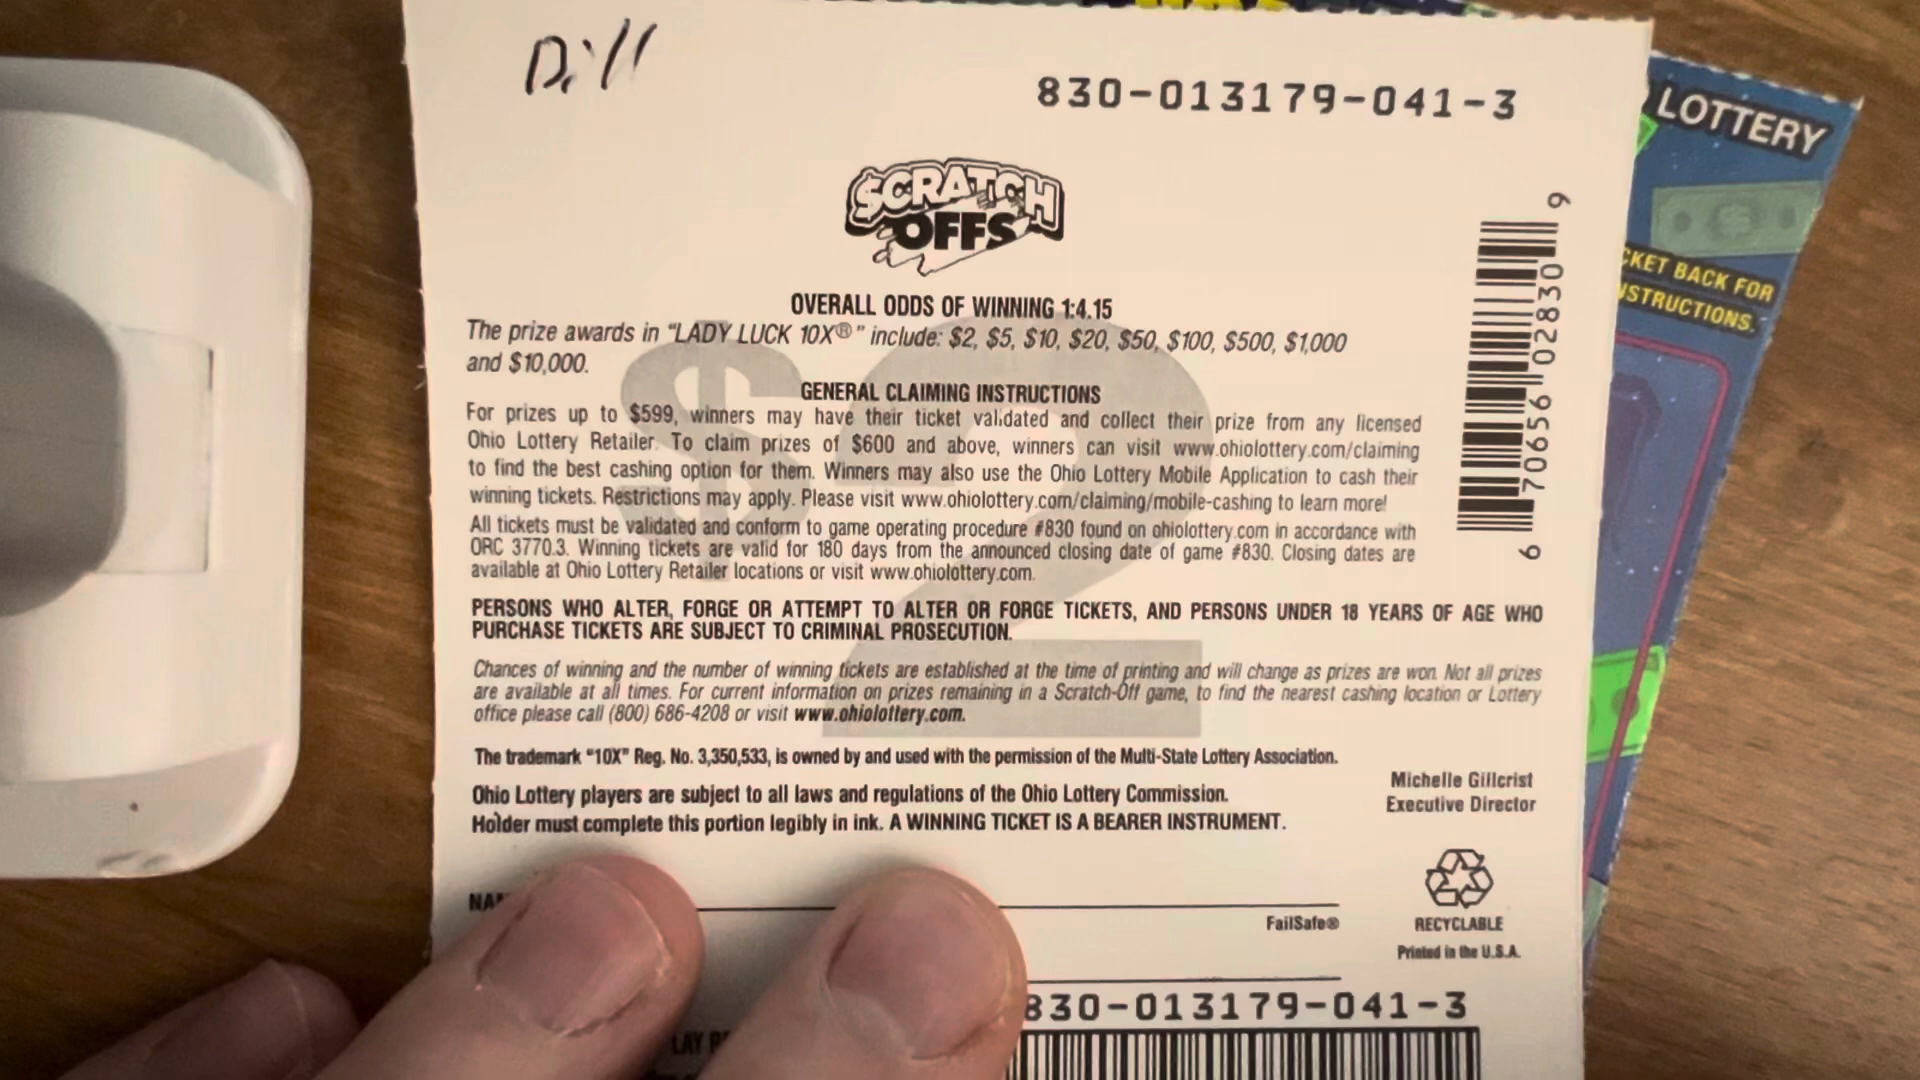 Dill
830-013179-041-3
LOTTERY
$CRATCH
OFFS
OVERALL ODDS OF WINNING 1:4.15
The prize awards in “LADY LUCK 10X®” include: $2, $5, $10, $20, $50, $100, $500, $1,000
and $10,000.
$2
GENERAL CLAIMING INSTRUCTIONS
For prizes up to $599, winners may have their ticket validated and collect their prize from any licensed
Ohio Lottery Retailer. To claim prizes of $600 and above, winners can visit www.ohiolottery.com/claiming
to find the best cashing option for them. Winners may also use the Ohio Lottery Mobile Application to cash their
winning tickets. Restrictions may apply. Please visit www.ohiolottery.com/claiming/mobile-cashing to learn more!
All tickets must be validated and conform to game operating procedure #830 found on ohiolottery.com in accordance with
ORC 3770.3. Winning tickets are valid for 180 days from the announced closing date of game #830. Closing dates are
available at Ohio Lottery Retailer locations or visit www.ohiolottery.com.
6 70656 02830 9
BACK FOR
PERSONS WHO ALTER, FORGE OR ATTEMPT TO ALTER OR FORGE TICKETS, AND PERSONS UNDER 18 YEARS OF AGE WHO
PURCHASE TICKETS ARE SUBJECT TO CRIMINAL PROSECUTION.
Chances of winning and the number of winning tickets are established at the time of printing and will change as prizes are won. Not all prizes
are available at all times. For current information on prizes remaining in a Scratch-Off game, to find the nearest cashing location or Lottery
office please call (800) 686-4208 or visit www.ohiolottery.com.
The trademark “10X” Reg. No. 3,350,533, is owned by and used with the permission of the Multi-State Lottery Association.
Ohio Lottery players are subject to all laws and regulations of the Ohio Lottery Commission.
Holder must complete this portion legibly in ink. A WINNING TICKET IS A BEARER INSTRUMENT.
Michelle Gillcrist
Executive Director
FailSafe®
RECYCLABLE
Printed in the U.S.A.
830-013179-041-3